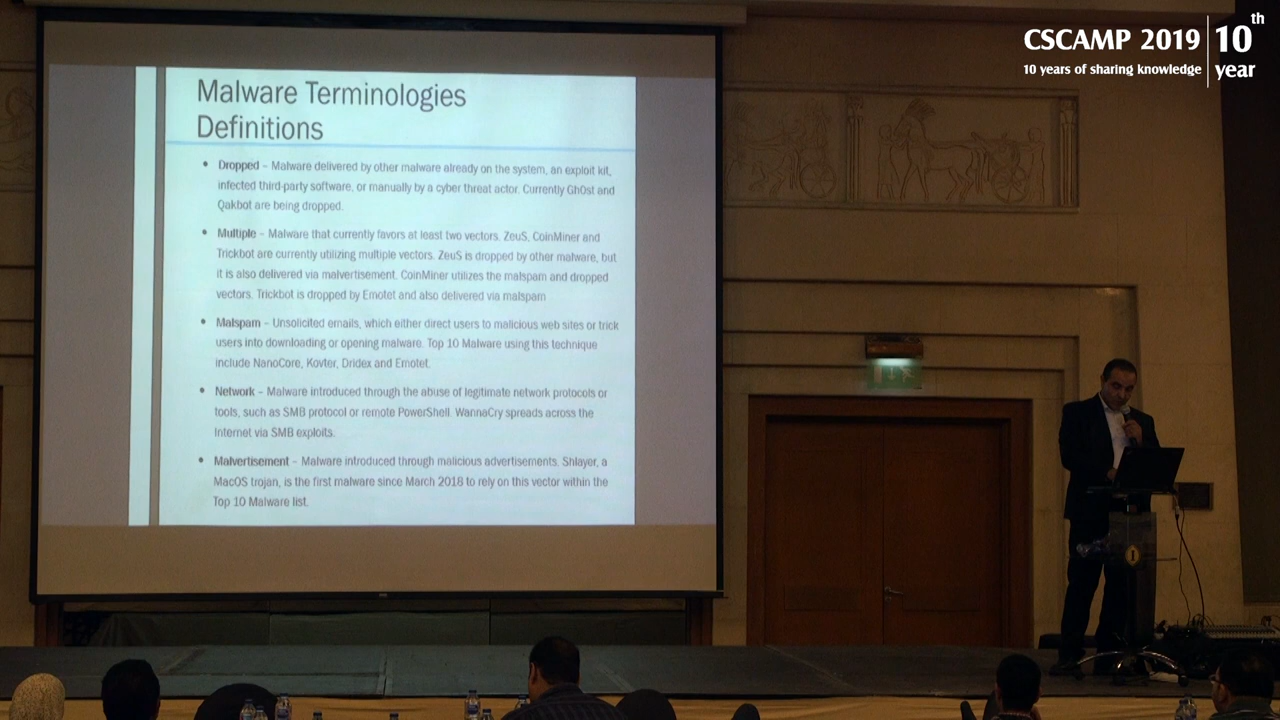 CSCAMP 2019
10 years of sharing knowledge
10th
year
Malware Terminologies
Definitions
• Dropped – Malware delivered by other malware already on the system, an exploit kit,
infected third-party software, or manually by a cyber threat actor. Currently Gh0st and
Qakbot are being dropped.
• Multiple – Malware that currently favors at least two vectors. ZeuS, CoinMiner and
Trickbot are currently utilizing multiple vectors. ZeuS is dropped by other malware, but
it is also delivered via malvertisement. CoinMiner utilizes the malspam and dropped
vectors. Trickbot is dropped by Emotet and also delivered via malspam
• Malspam – Unsolicited emails, which either direct users to malicious web sites or trick
users into downloading or opening malware. Top 10 Malware using this technique
include NanoCore, Kovter, Dridex and Emotet.
• Network – Malware introduced through the abuse of legitimate network protocols or
tools, such as SMB protocol or remote PowerShell. WannaCry spreads across the
Internet via SMB exploits.
• Malvertisement – Malware introduced through malicious advertisements. Shlayer, a
MacOS trojan, is the first malware since March 2018 to rely on this vector within the
Top 10 Malware list.